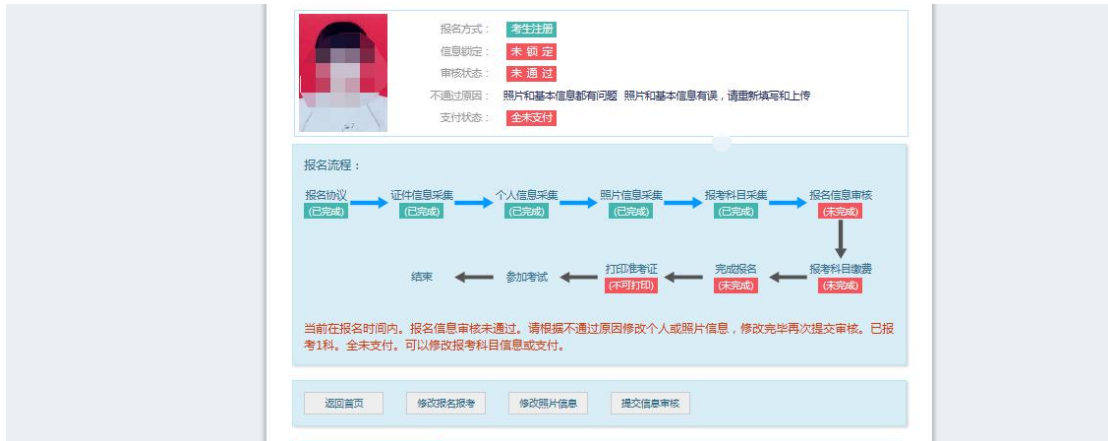 报名方式： 考生注册
信息锁定： 未 锁 定
审核状态： 未 通 过
不通过原因： 照片和基本信息都有问题 照片和基本信息有误，请重新填写和上传
支付状态： 全未支付
报名流程：
报名协议 证件信息采集 个人信息采集 照片信息采集 报考科目采集 报名信息审核
(已完成) (已完成) (已完成) (已完成) (已完成) (未完成)
结束 参加考试 打印准考证 完成报名 报考科目缴费
(不可打印) (未完成) (未完成)
当前在报名时间内。报名信息审核未通过。请根据不通过原因修改个人或照片信息，修改完毕再次提交审核。已报
考1科。全未支付。可以修改报考科目信息或支付。
返回首页 修改报名报考 修改照片信息 提交信息审核